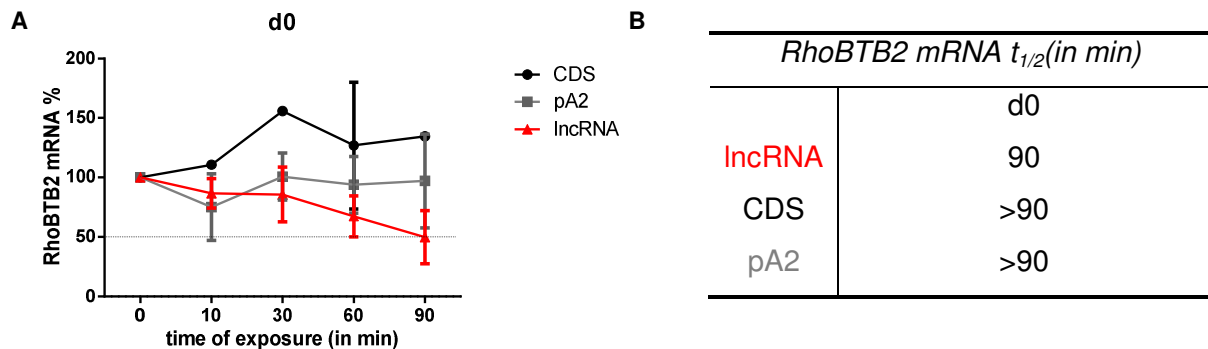 A
d0
200
150
100
50
0
RhoBTB2 mRNA %
0 10 30 60 90
time of exposure (in min)
CDS
pA2
lncRNA
B
RhoBTB2 mRNA t1/2(in min)
d0
lncRNA 90
CDS >90
pA2 >90